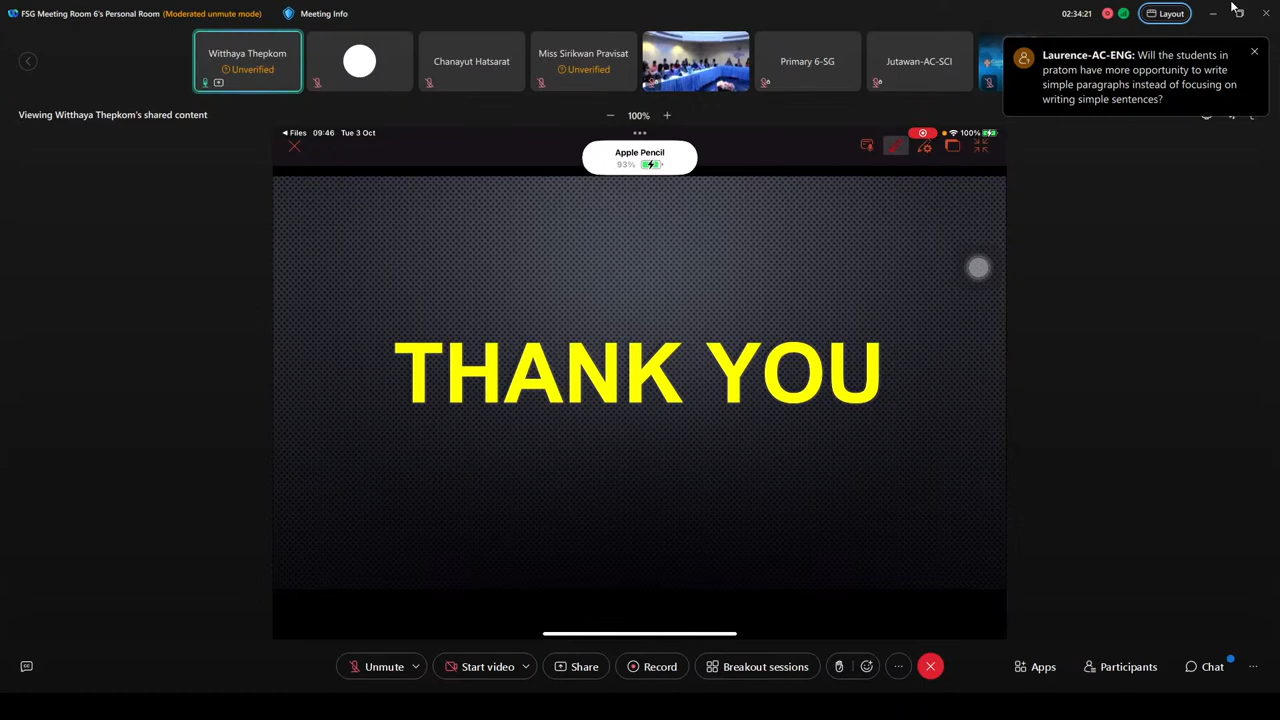 FSG Meeting Room 6's Personal Room (Moderated unmute mode)
Meeting Info
02:34:21
Layout
Witthaya Thepkom
Unverified
Chanayut Hatsarat
Miss Sirikwan Pravisat
Unverified
Primary 6-SG
Jutawan-AC-SCI
Laurence-AC-ENG: Will the students in
pratom have more opportunity to write
simple paragraphs instead of focusing on
writing simple sentences?
Viewing Witthaya Thepkom's shared content
100%
Files 09:46 Tue 3 Oct
100%
Apple Pencil
93%
THANK YOU
Unmute
Start video
Share
Record
Breakout sessions
Apps
Participants
Chat